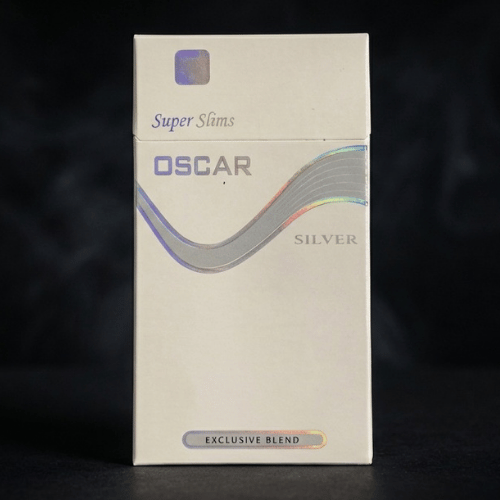 Super Slims
OSCAR
SILVER
EXCLUSIVE BLEND